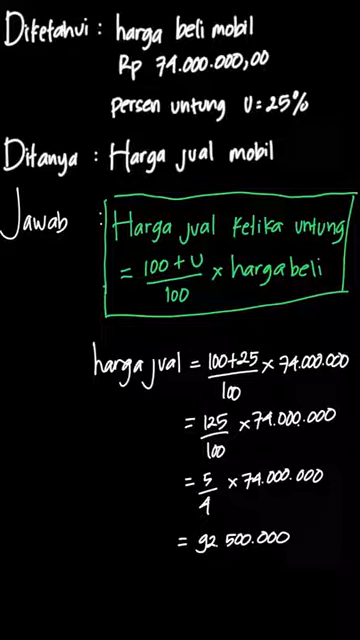 Diketahui : harga beli mobil
Rp 74.000.000,00
persen untung U = 25%
Ditanya : Harga jual mobil
Jawab :
Harga jual ketika untung
= 100 + U / 100 × harga beli
harga jual = 100+25 / 100 × 74.000.000
= 125 / 100 × 74.000.000
= 5 / 4 × 74.000.000
= 92 500.000